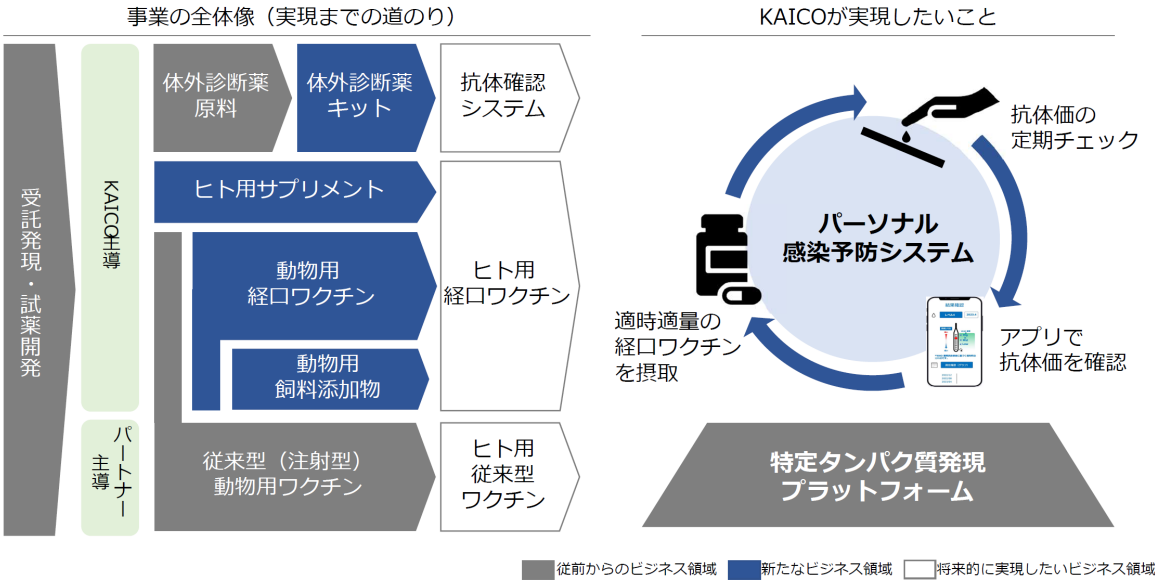 事業の全体像（実現までの道のり）
受託発現・試薬開発
KAICO主導
体外診断薬
原料
体外診断薬
キット
抗体確認
システム
ヒト用サプリメント
動物用
経口ワクチン
ヒト用
経口ワクチン
動物用
飼料添加物
パートナー
主導
従来型（注射型）
動物用ワクチン
ヒト用
従来型
ワクチン
KAICOが実現したいこと
抗体価の
定期チェック
パーソナル
感染予防システム
アプリで
抗体価を確認
適時適量の
経口ワクチン
を摂取
特定タンパク質発現
プラットフォーム
従前からのビジネス領域
新たなビジネス領域
将来的に実現したいビジネス領域